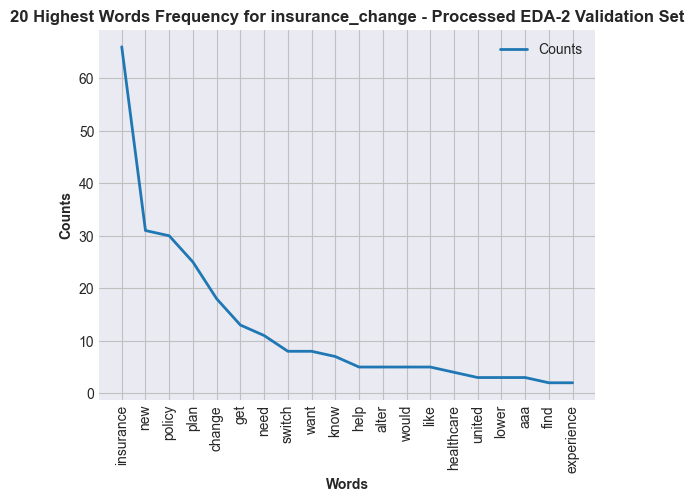 20 Highest Words Frequency for insurance_change - Processed EDA-2 Validation Set
Counts
Counts
60
50
40
30
20
10
0
insurance
new
policy
plan
change
get
need
switch
want
know
help
alter
would
like
healthcare
united
lower
aaa
find
experience
Words